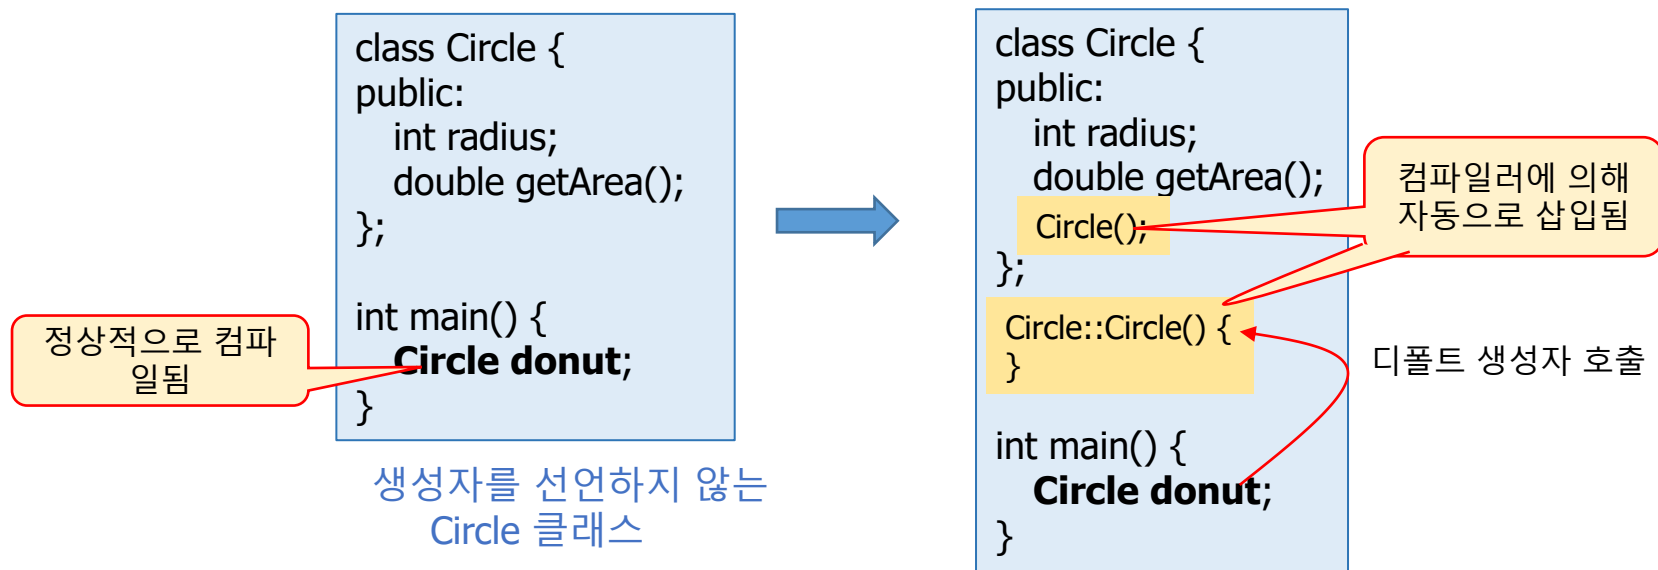 class Circle {
public:
int radius;
double getArea();
};
int main() {
Circle donut;
}
정상적으로 컴파
일됨
생성자를 선언하지 않는
Circle 클래스
class Circle {
public:
int radius;
double getArea();
Circle();
};
Circle::Circle() {
}
int main() {
Circle donut;
}
컴파일러에 의해
자동으로 삽입됨
디폴트 생성자 호출